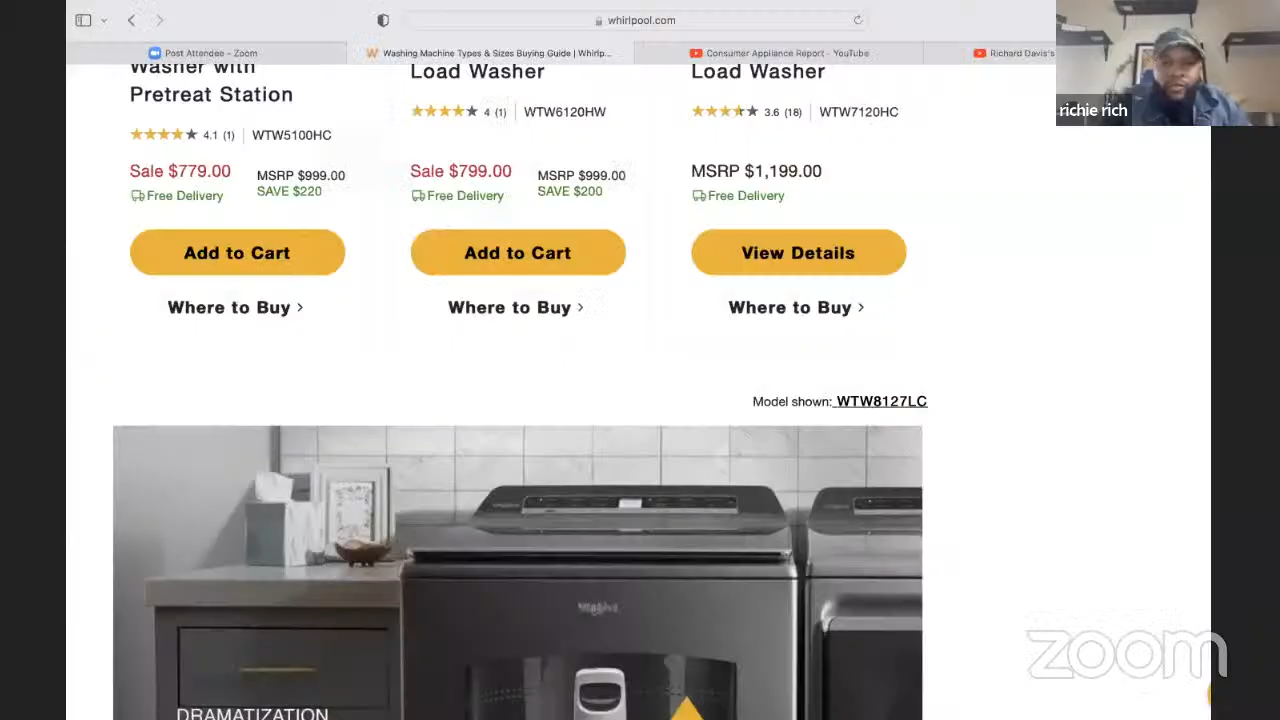 whirlpool.com
Post Attendee - Zoom
Washing Machine Types & Sizes Buying Guide | Whirlp...
Consumer Appliance Report - YouTube
Richard Davis's
richie rich
Washer with
Pretreat Station
4.1 (1) WTW5100HC
Sale $779.00 MSRP $999.00
Free Delivery SAVE $220
Add to Cart
Where to Buy >
Load Washer
4 (1) WTW6120HW
Sale $799.00 MSRP $999.00
Free Delivery SAVE $200
Add to Cart
Where to Buy >
Load Washer
3.6 (18) WTW7120HC
MSRP $1,199.00
Free Delivery
View Details
Where to Buy >
Model shown: WTW8127LC
Whirlpool
DRAMATIZATION
zoom